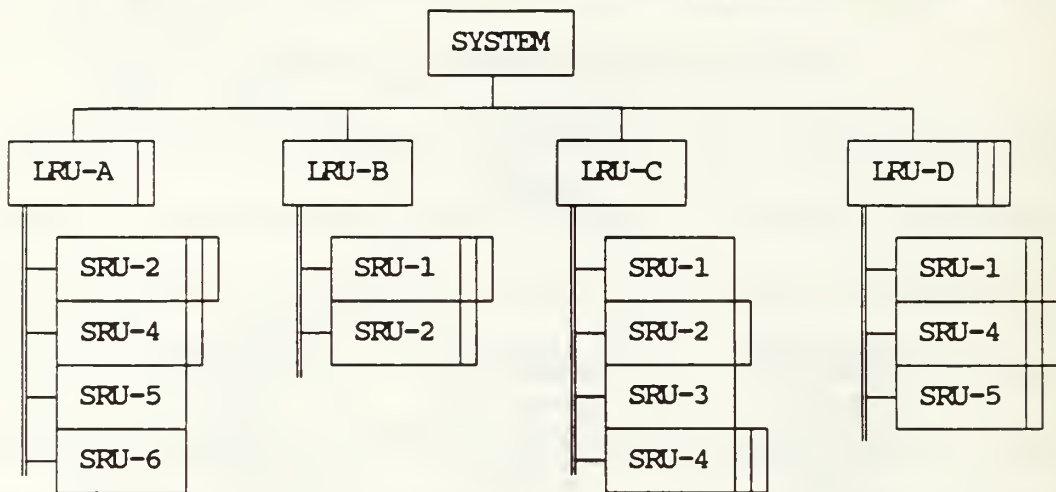 SYSTEM
LRU-A
LRU-B
LRU-C
LRU-D
SRU-2
SRU-4
SRU-5
SRU-6
SRU-1
SRU-2
SRU-1
SRU-2
SRU-3
SRU-4
SRU-1
SRU-4
SRU-5